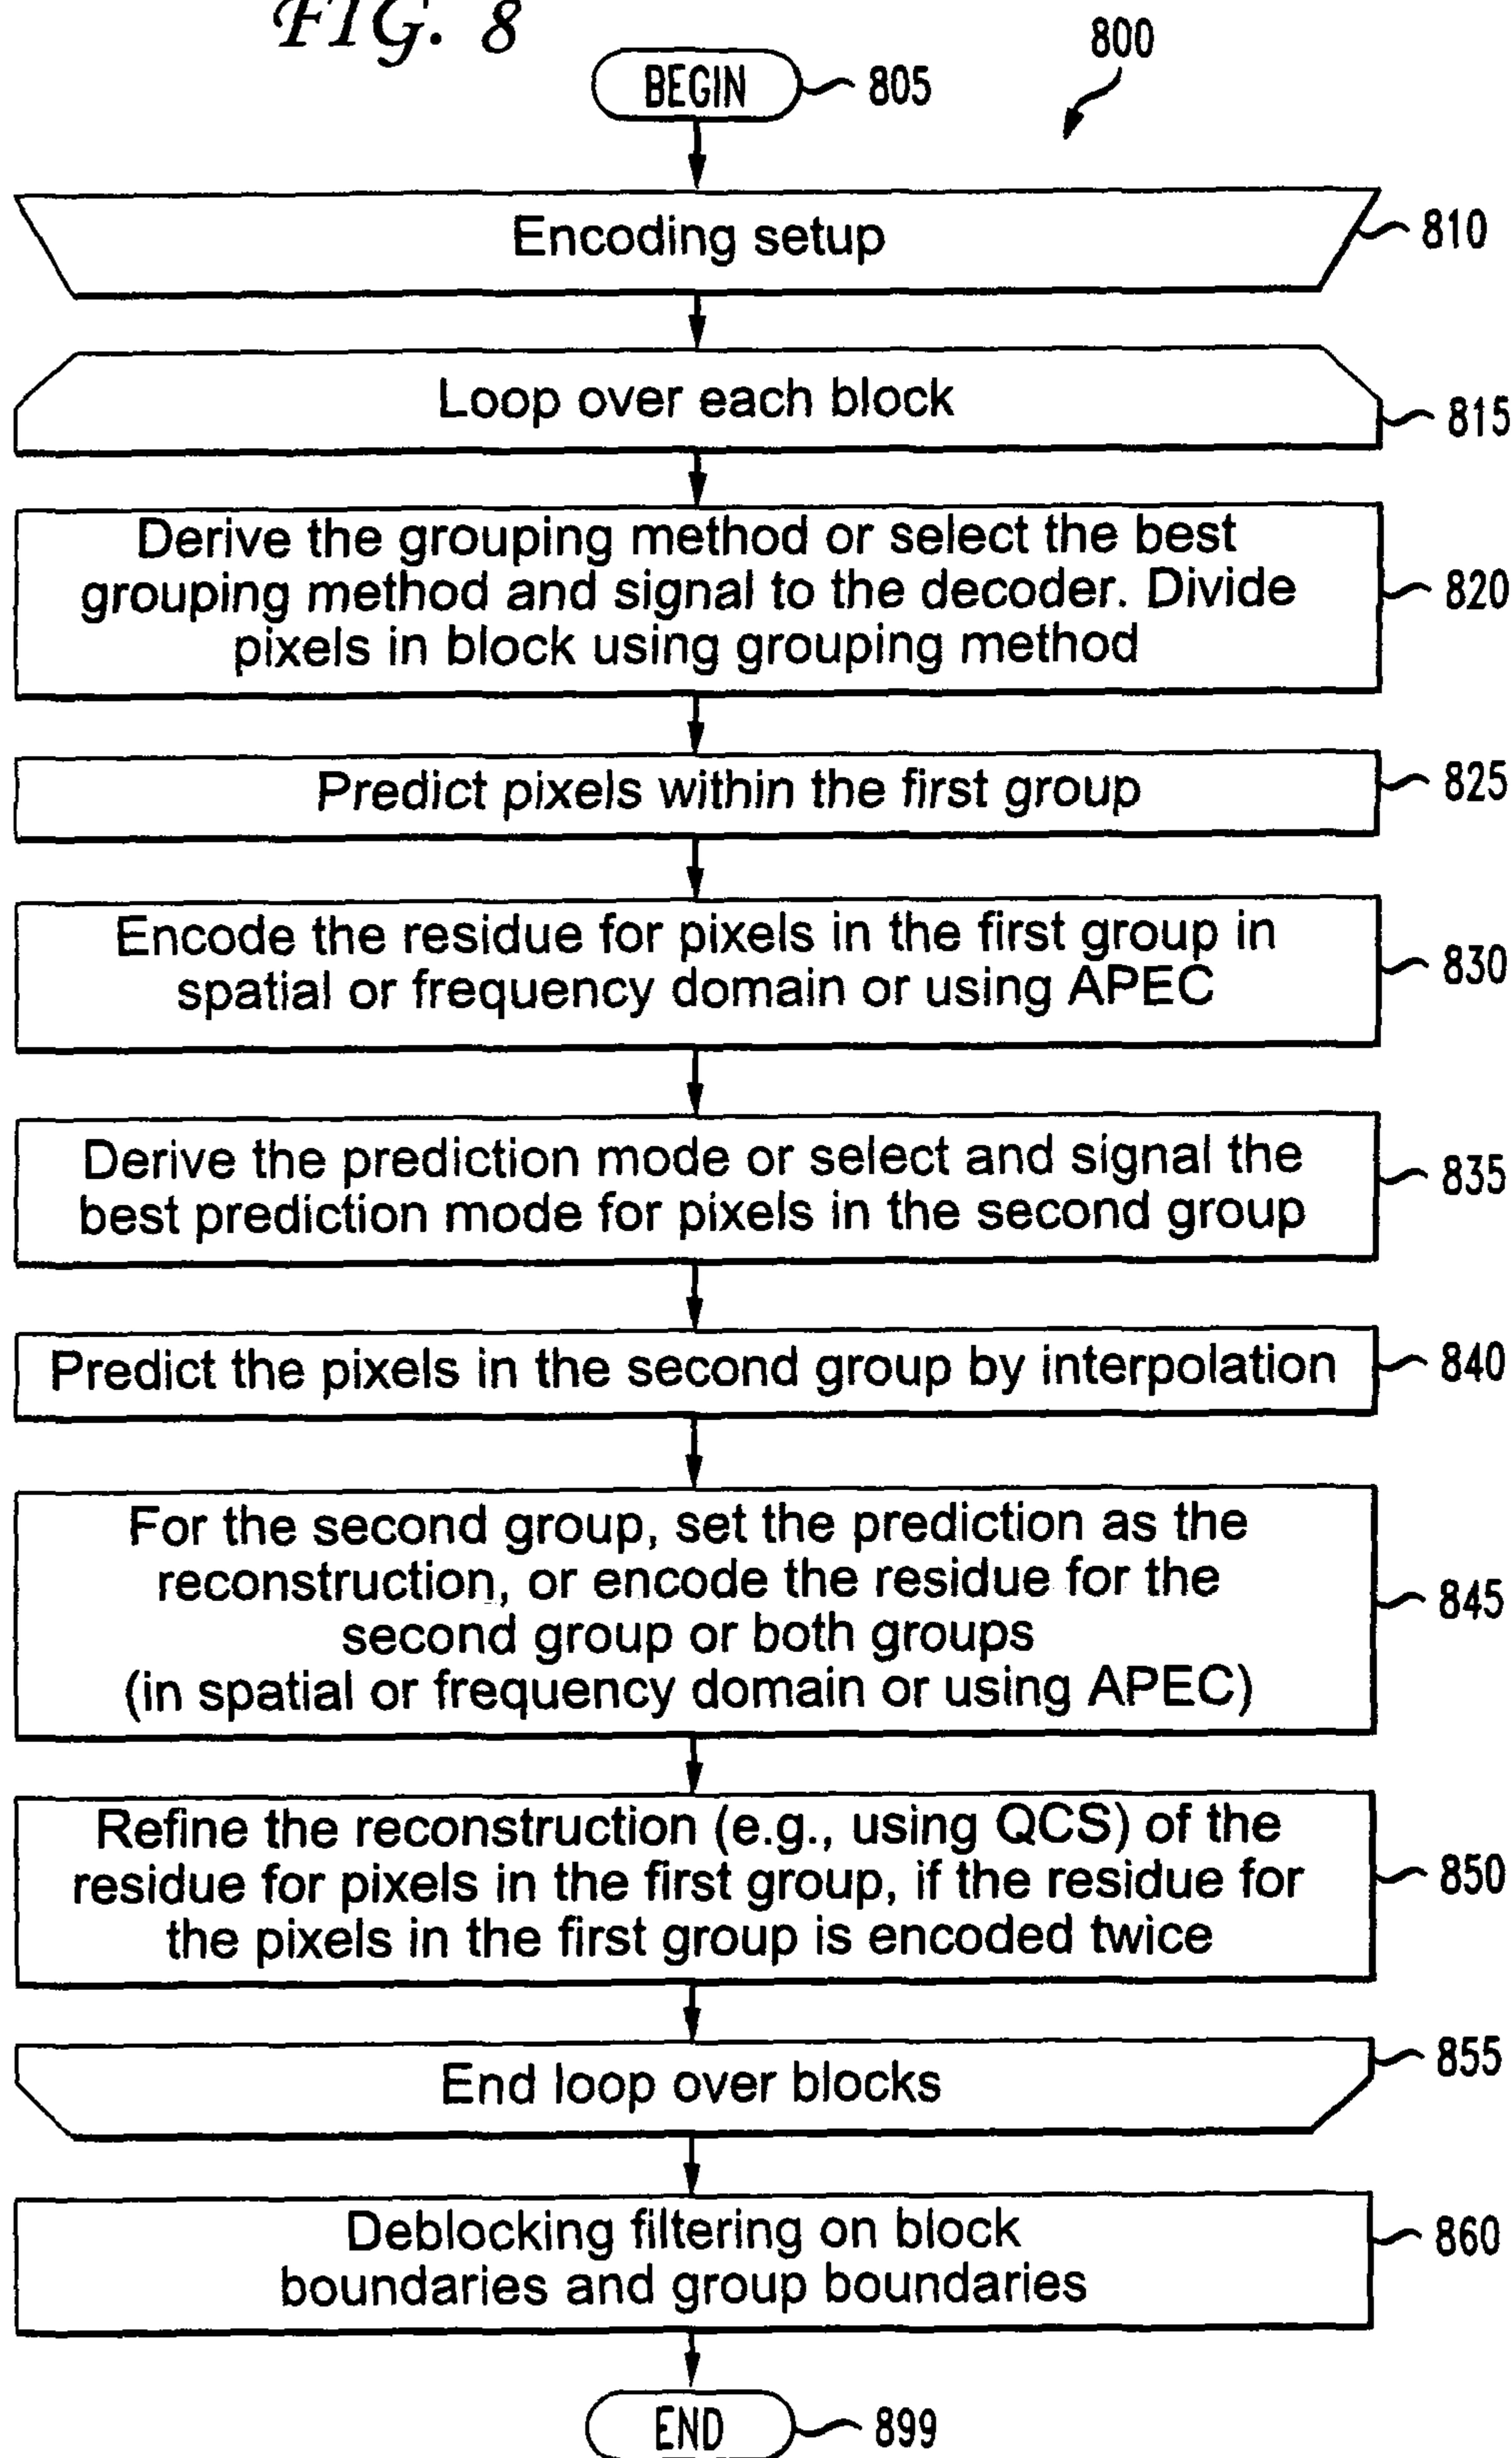 FIG. 8
800
BEGIN
805
Encoding setup
810
Loop over each block
815
Derive the grouping method or select the best
grouping method and signal to the decoder. Divide
pixels in block using grouping method
820
Predict pixels within the first group
825
Encode the residue for pixels in the first group in
spatial or frequency domain or using APEC
830
Derive the prediction mode or select and signal the
best prediction mode for pixels in the second group
835
Predict the pixels in the second group by interpolation
840
For the second group, set the prediction as the
reconstruction, or encode the residue for the
second group or both groups
(in spatial or frequency domain or using APEC)
845
Refine the reconstruction (e.g., using QCS) of the
residue for pixels in the first group, if the residue for
the pixels in the first group is encoded twice
850
End loop over blocks
855
Deblocking filtering on block
boundaries and group boundaries
860
END
899